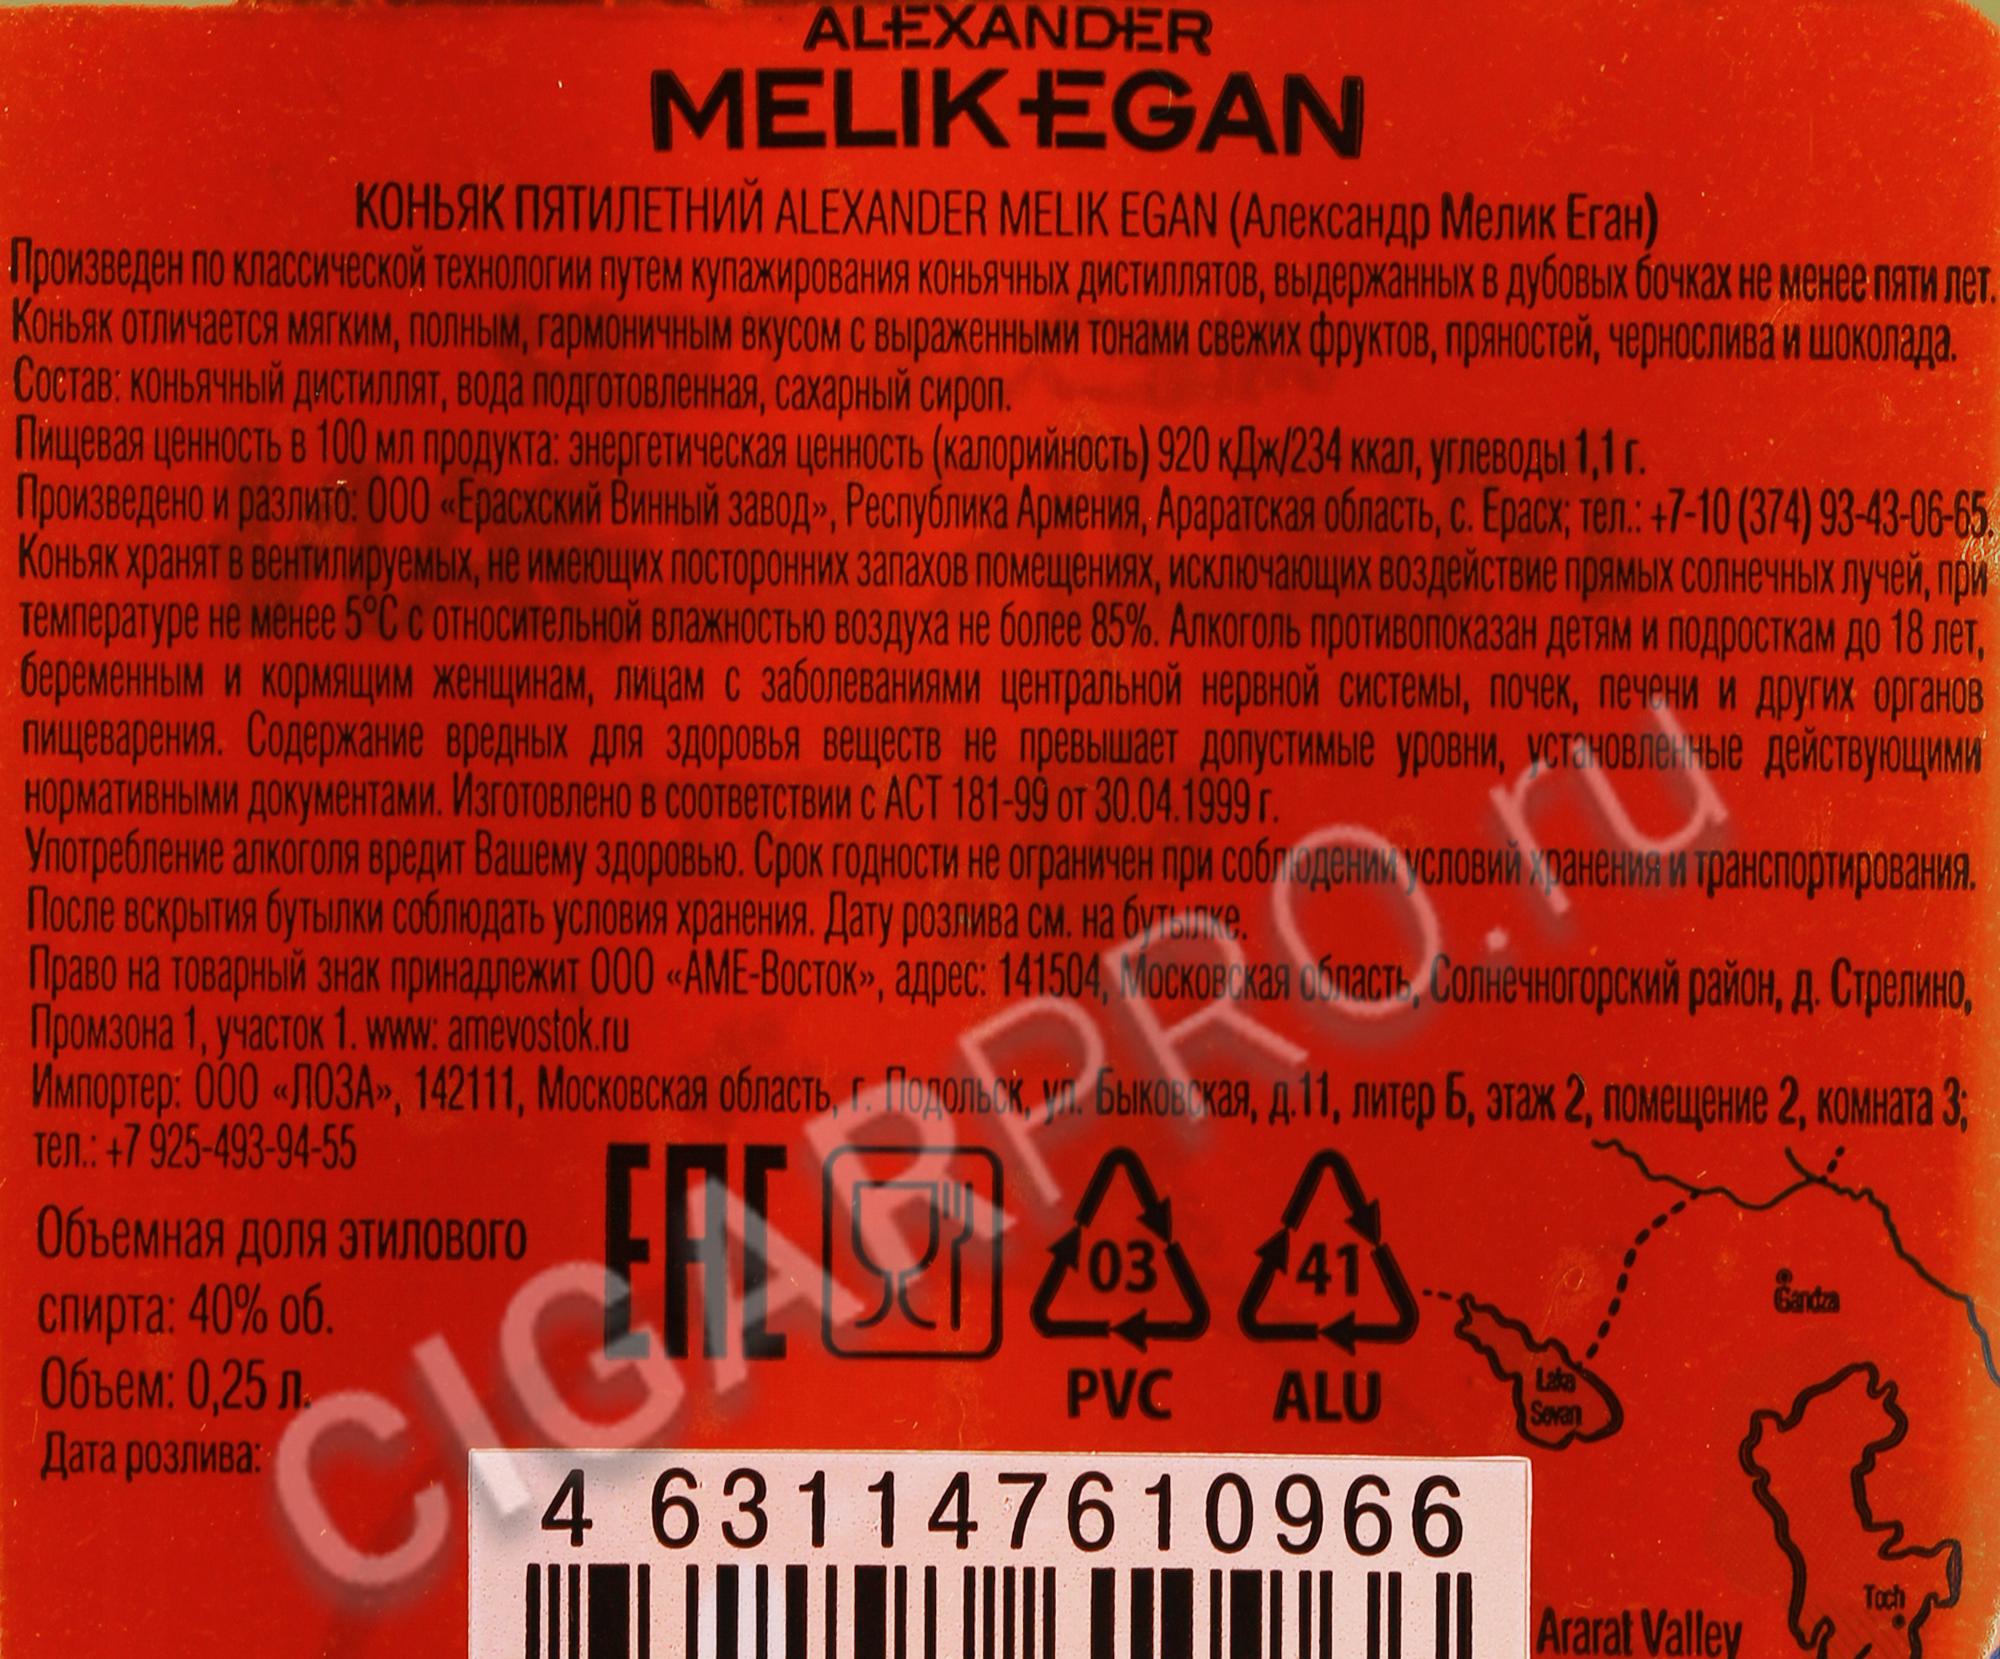 ALEXANDER
MELIK EGAN
КОНЬЯК ПЯТИЛЕТНИЙ ALEXANDER MELIK EGAN (Александр Мелик Еган)
Произведен по классической технологии путем купажирования коньячных дистиллятов, выдержанных в дубовых бочках не менее пяти лет.
Коньяк отличается мягким, полным, гармоничным вкусом с выраженными тонами свежих фруктов, пряностей, чернослива и шоколада.
Состав: коньячный дистиллят, вода подготовленная, сахарный сироп.
Пищевая ценность в 100 мл продукта: энергетическая ценность (калорийность) 920 кДж/234 ккал, углеводы 1,1 г.
Произведено и разлито: ООО «Ерасхский Винный завод», Республика Армения, Араратская область, с. Ерасх; тел.: +7-10 (374) 93-43-06-65.
Коньяк хранят в вентилируемых, не имеющих посторонних запахов помещениях, исключающих воздействие прямых солнечных лучей, при
температуре не менее 5°С с относительной влажностью воздуха не более 85%. Алкоголь противопоказан детям и подросткам до 18 лет,
беременным и кормящим женщинам, лицам с заболеваниями центральной нервной системы, почек, печени и других органов
пищеварения. Содержание вредных для здоровья веществ не превышает допустимые уровни, установленные действующими
нормативными документами. Изготовлено в соответствии с АСТ 181-99 от 30.04.1999 г.
Употребление алкоголя вредит Вашему здоровью. Срок годности не ограничен при соблюдении условий хранения и транспортирования.
После вскрытия бутылки соблюдать условия хранения. Дату розлива см. на бутылке.
Право на товарный знак принадлежит ООО «АМЕ-Восток», адрес: 141504, Московская область, Солнечногорский район, д. Стрелино,
Промзона 1, участок 1. www: amevostok.ru
Импортер: ООО «ЛОЗА», 142111, Московская область, г. Подольск, ул. Быковская, д.11, литер Б, этаж 2, помещение 2, комната 3;
тел.: +7 925-493-94-55
Объемная доля этилового
спирта: 40% об.
Объем: 0,25 л.
Дата розлива:
EAC
03
PVC
41
ALU
Gandza
Lake
Sevan
Toch
Ararat Valley
4 631147610966
CIGARPRO.ru